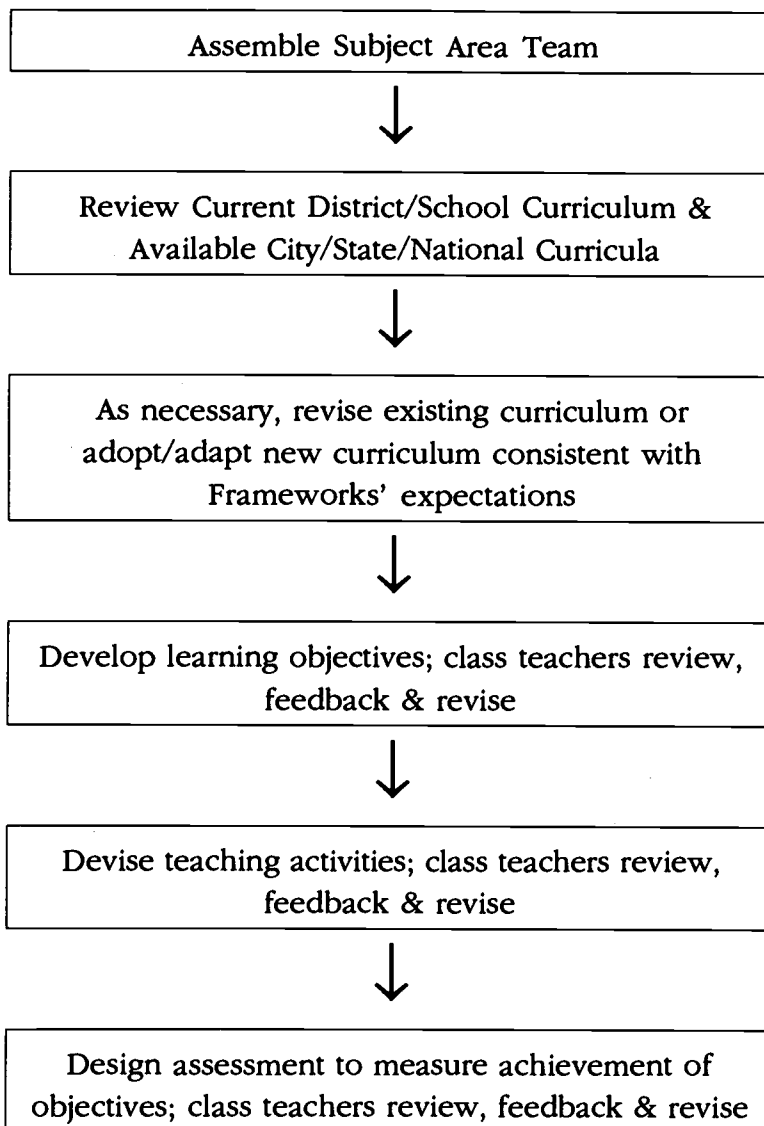 Assemble Subject Area Team
Review Current District/School Curriculum &
Available City/State/National Curricula
As necessary, revise existing curriculum or
adopt/adapt new curriculum consistent with
Frameworks' expectations
Develop learning objectives; class teachers review,
feedback & revise
Devise teaching activities; class teachers review,
feedback & revise
Design assessment to measure achievement of
objectives; class teachers review, feedback & revise